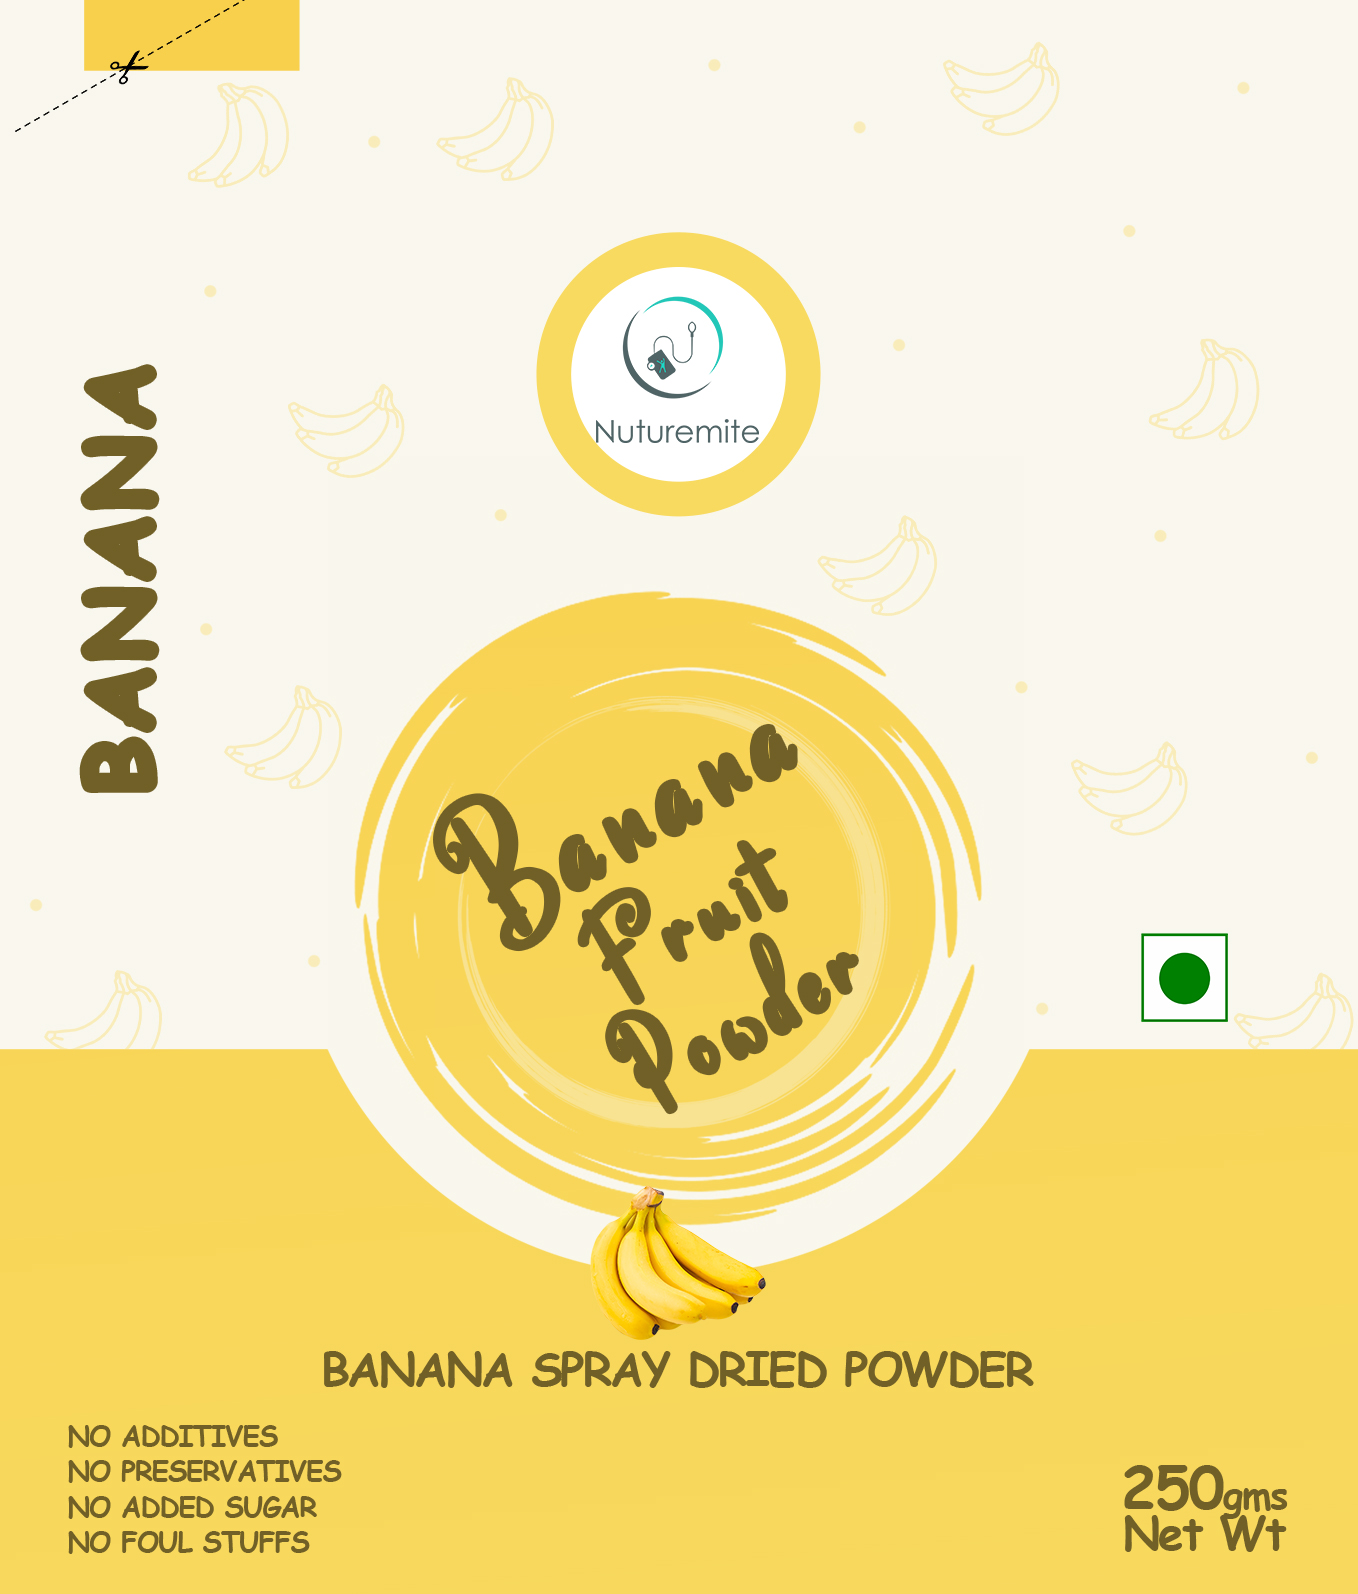 Nuturemite
BANANA
Banana
Fruit
Powder
BANANA SPRAY DRIED POWDER
NO ADDITIVES
NO PRESERVATIVES
NO ADDED SUGAR
NO FOUL STUFFS
250gms
Net Wt